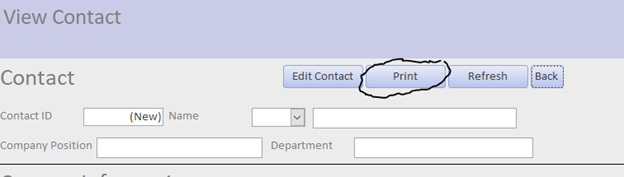 View Contact
Contact Edit Contact Print Refresh Back
Contact ID (New) Name
Company Position Department